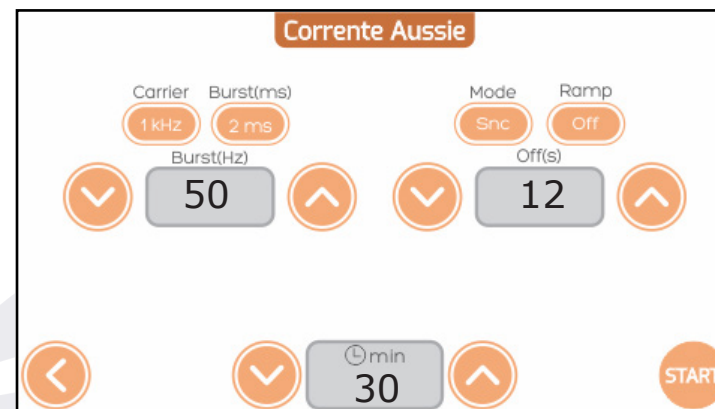 Corrente Aussie
Carrier Burst(ms) Mode Ramp
1 kHz 2 ms Snc Off
Burst(Hz) Off(s)
50 12
min
30
START